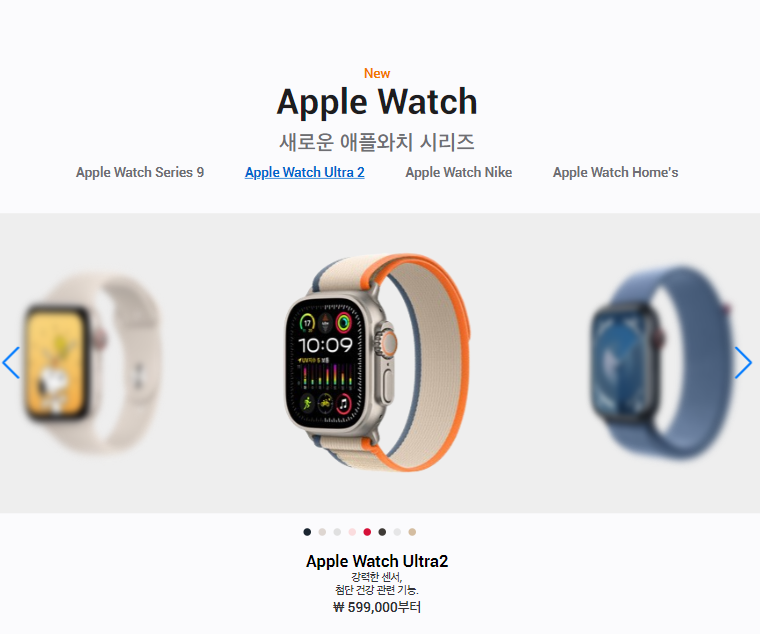 New
Apple Watch
새로운 애플와치 시리즈
Apple Watch Series 9
Apple Watch Ultra 2
Apple Watch Nike
Apple Watch Home's
17
10:09
Apple Watch Ultra2
강력한 센서,
첨단 건강 관련 기능.
₩ 599,000부터